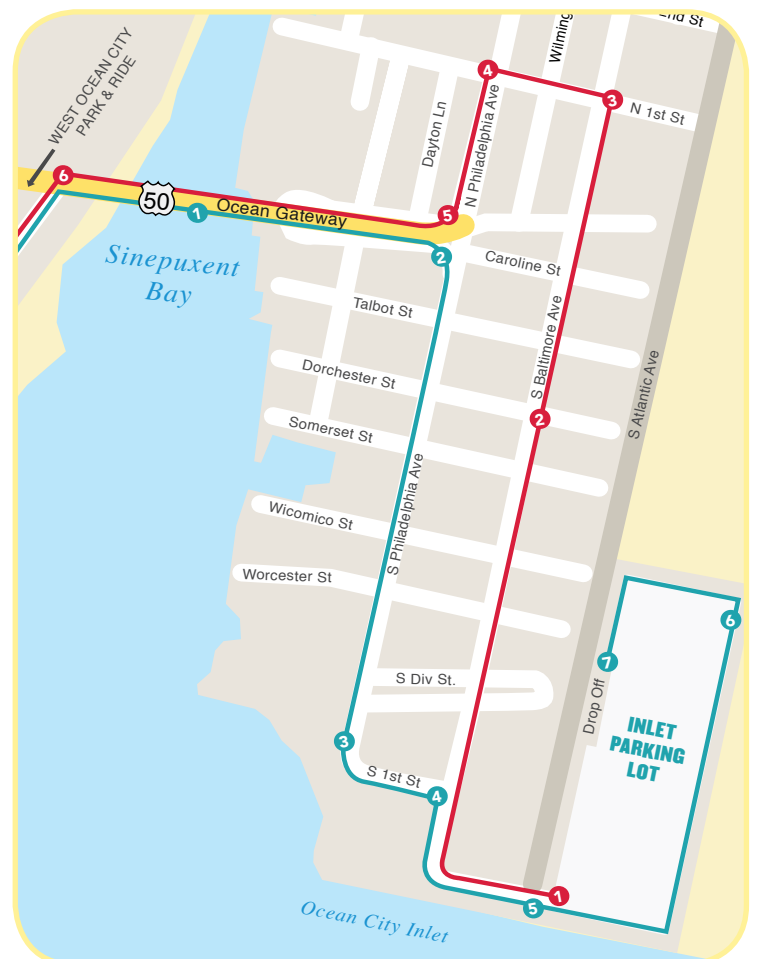 2nd St
Wilming
WEST OCEAN CITY
PARK & RIDE
4
3
N 1st St
Dayton Ln
N Philadelphia Ave
6
50
1
Ocean Gateway
5
2
Caroline St
Sinepuxent
Bay
Talbot St
S Baltimore Ave
Dorchester St
S Atlantic Ave
Somerset St
2
S Philadelphia Ave
Wicomico St
Worcester St
6
7
S Div St.
Drop Off
INLET
PARKING
LOT
3
S 1st St
4
1
5
Ocean City Inlet